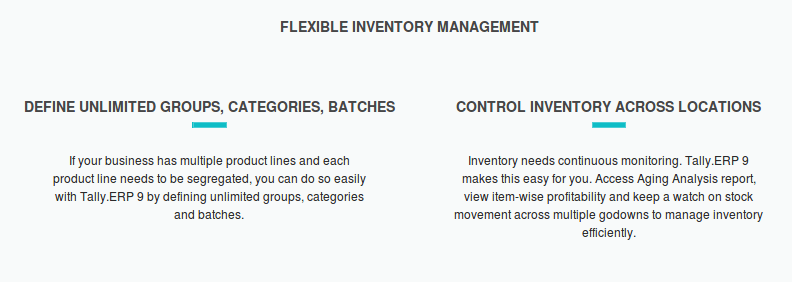 FLEXIBLE INVENTORY MANAGEMENT
DEFINE UNLIMITED GROUPS, CATEGORIES, BATCHES
If your business has multiple product lines and each
product line needs to be segregated, you can do so easily
with Tally.ERP 9 by defining unlimited groups, categories
and batches.
CONTROL INVENTORY ACROSS LOCATIONS
Inventory needs continuous monitoring. Tally.ERP 9
makes this easy for you. Access Aging Analysis report,
view item-wise profitability and keep a watch on stock
movement across multiple godowns to manage inventory
efficiently.